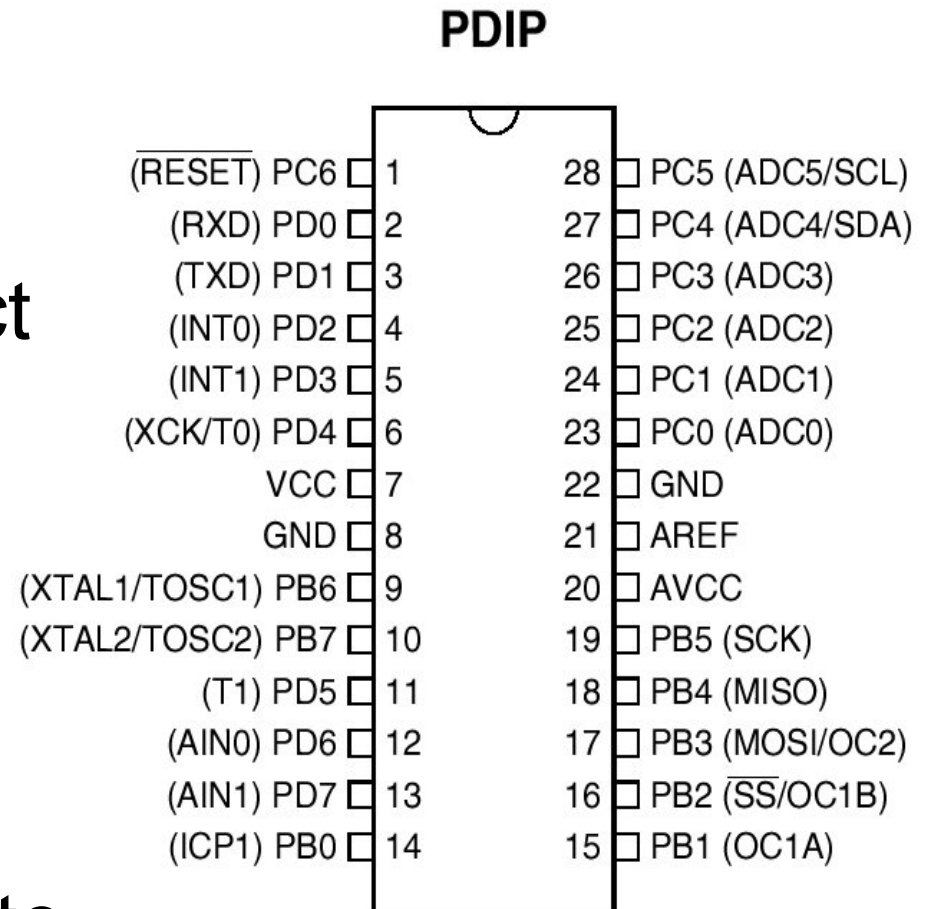 PDIP
(RESET) PC6 1
28 PC5 (ADC5/SCL)
(RXD) PD0 2
27 PC4 (ADC4/SDA)
(TXD) PD1 3
26 PC3 (ADC3)
ct
(INT0) PD2 4
25 PC2 (ADC2)
(INT1) PD3 5
24 PC1 (ADC1)
(XCK/T0) PD4 6
23 PC0 (ADC0)
VCC 7
22 GND
GND 8
21 AREF
(XTAL1/TOSC1) PB6 9
20 AVCC
(XTAL2/TOSC2) PB7 10
19 PB5 (SCK)
(T1) PD5 11
18 PB4 (MISO)
(AIN0) PD6 12
17 PB3 (MOSI/OC2)
(AIN1) PD7 13
16 PB2 (SS/OC1B)
(ICP1) PB0 14
15 PB1 (OC1A)